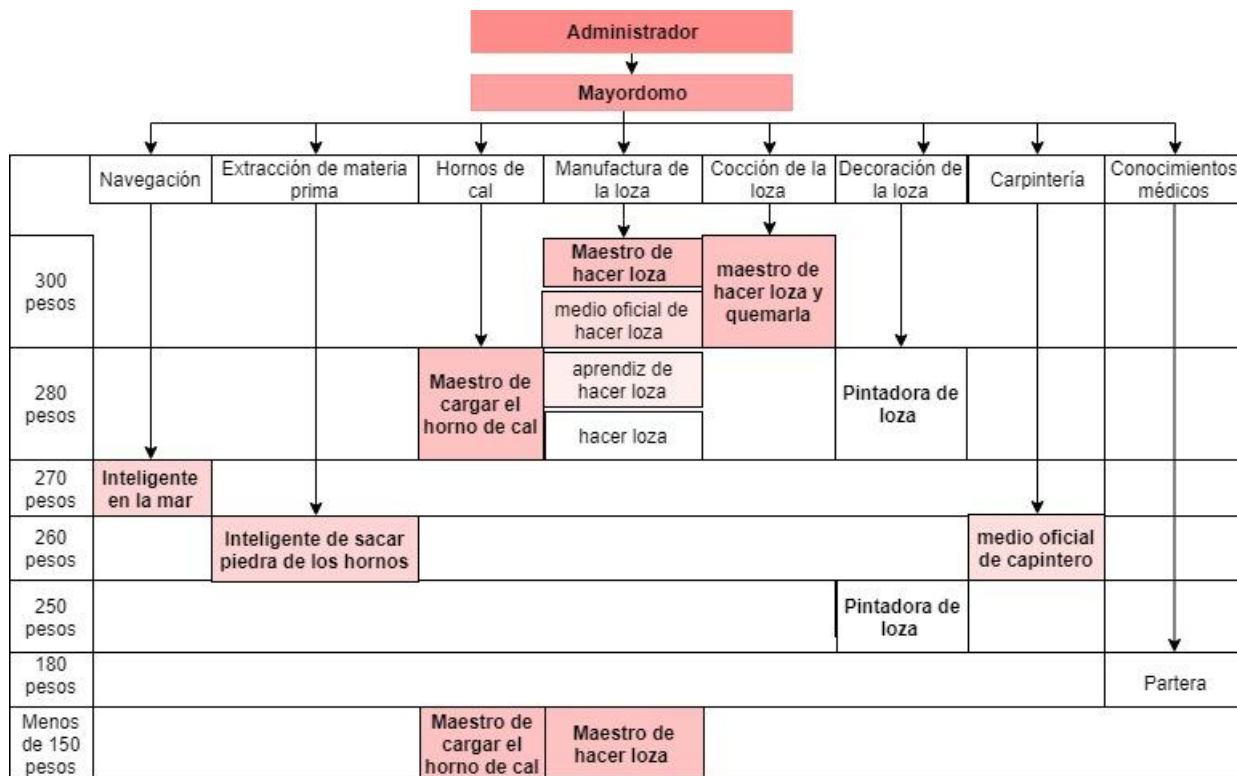 Administrador
Mayordomo
Navegación
Extracción de materia
prima
Hornos de
cal
Manufactura de
la loza
Cocción de la
loza
Decoración de
la loza
Carpintería
Conocimientos
médicos
300
pesos
Maestro de
hacer loza
medio oficial de
hacer loza
maestro de
hacer loza y
quemarla
280
pesos
Maestro de
cargar el
horno de cal
aprendiz de
hacer loza
hacer loza
Pintadora de
loza
270
pesos
Inteligente
en la mar
260
pesos
Inteligente de sacar
piedra de los hornos
medio oficial
de capintero
250
pesos
Pintadora de
loza
180
pesos
Partera
Menos
de 150
pesos
Maestro de
cargar el
horno de cal
Maestro de
hacer loza